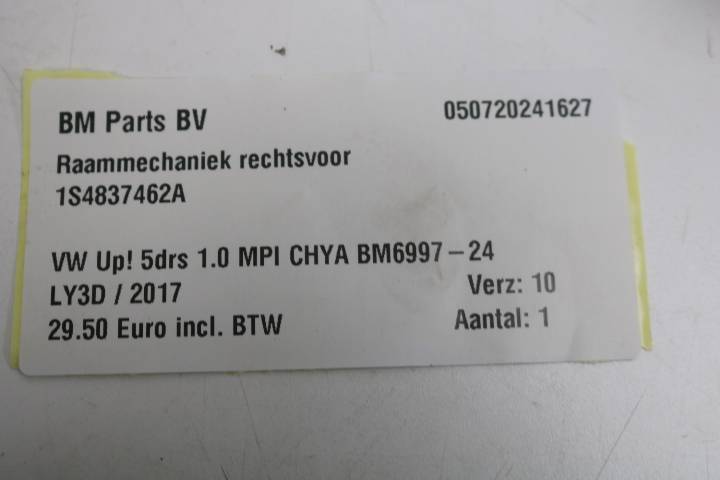 BM Parts BV 050720241627
Raammechaniek rechtsvoor
1S4837462A
VW Up! 5drs 1.0 MPI CHYA BM6997-24
LY3D / 2017 Verz: 10
29.50 Euro incl. BTW Aantal: 1